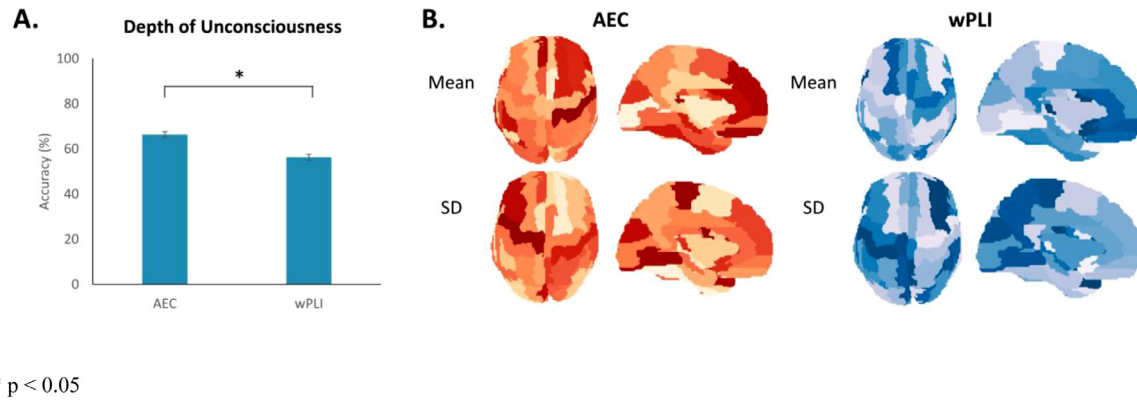 A.
Depth of Unconsciousness
*
100
80
60
40
20
0
Accuracy (%)
AEC
wPLI
B.
AEC
wPLI
Mean
Mean
SD
SD
* p < 0.05